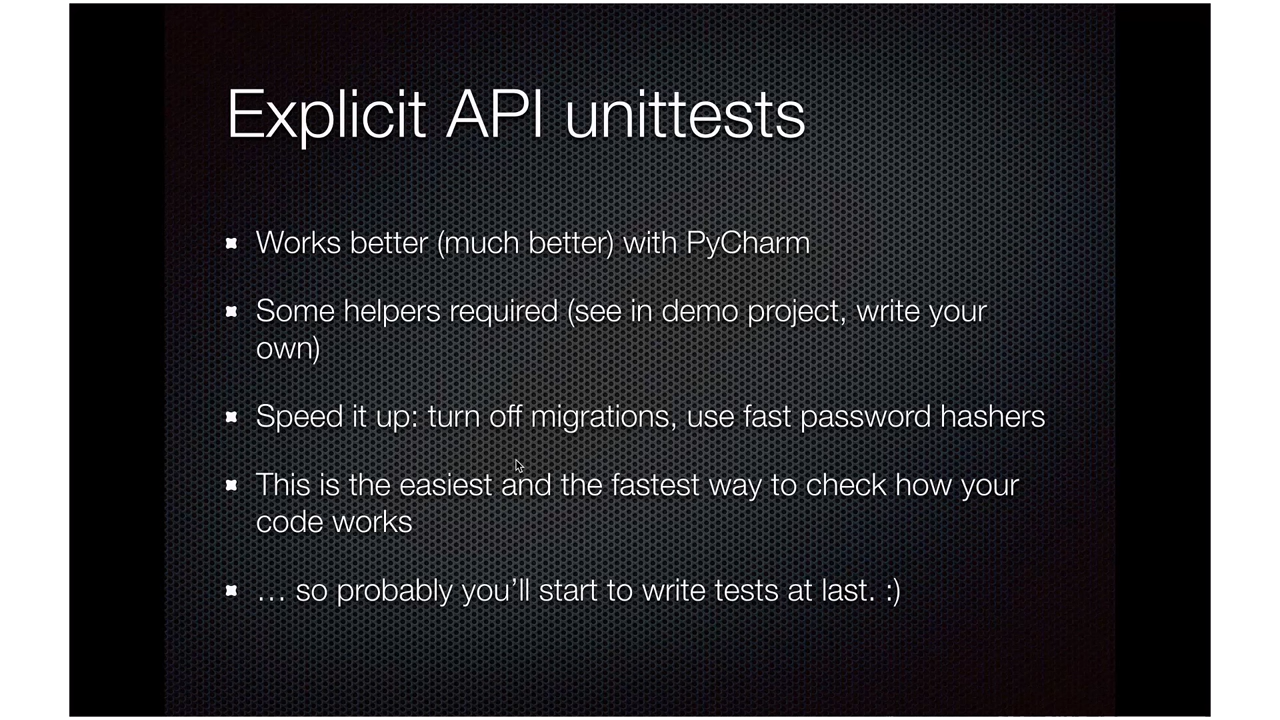 Explicit API unittests
Works better (much better) with PyCharm
Some helpers required (see in demo project, write your
own)
Speed it up: turn off migrations, use fast password hashers
This is the easiest and the fastest way to check how your
code works
… so probably you’ll start to write tests at last. :)